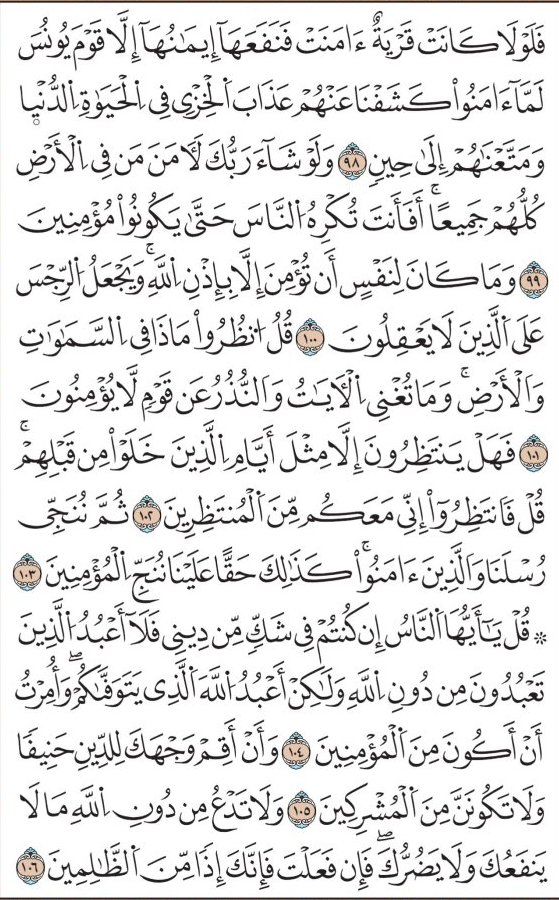 فَلَوْلَا كَانَتْ قَرْيَةٌ ءَامَنَتْ فَنَفَعَهَآ إِيمَٰنُهَآ إِلَّا قَوْمَ يُونُسَ
لَمَّآ ءَامَنُوا۟ كَشَفْنَا عَنْهُمْ عَذَابَ ٱلْخِزْىِ فِى ٱلْحَيَوٰةِ ٱلدُّنْيَا
وَمَتَّعْنَٰهُمْ إِلَىٰ حِينٍ ٩٨ وَلَوْ شَآءَ رَبُّكَ لَءَامَنَ مَن فِى ٱلْأَرْضِ
كُلُّهُمْ جَمِيعًا ۚ أَفَأَنتَ تُكْرِهُ ٱلنَّاسَ حَتَّىٰ يَكُونُوا۟ مُؤْمِنِينَ
٩٩ وَمَا كَانَ لِنَفْسٍ أَن تُؤْمِنَ إِلَّا بِإِذْنِ ٱللَّهِ ۚ وَيَجْعَلُ ٱلرِّجْسَ
عَلَى ٱلَّذِينَ لَا يَعْقِلُونَ ١٠٠ قُلُ ٱنظُرُوا۟ مَاذَا فِى ٱلسَّمَٰوَٰتِ
وَٱلْأَرْضِ ۚ وَمَا تُغْنِى ٱلْءَايَٰتُ وَٱلنُّذُرُ عَن قَوْمٍ لَّا يُؤْمِنُونَ
١٠١ فَهَلْ يَنتَظِرُونَ إِلَّا مِثْلَ أَيَّامِ ٱلَّذِينَ خَلَوْا۟ مِن قَبْلِهِمْ ۚ
قُلْ فَٱنتَظِرُوٓا۟ إِنِّى مَعَكُم مِّنَ ٱلْمُنتَظِرِينَ ١٠٢ ثُمَّ نُنَجِّى
رُسُلَنَا وَٱلَّذِينَ ءَامَنُوا۟ ۚ كَذَٰلِكَ حَقًّا عَلَيْنَا نُنجِ ٱلْمُؤْمِنِينَ ١٠٣
۞ قُلْ يَٰٓأَيُّهَا ٱلنَّاسُ إِن كُنتُمْ فِى شَكٍّ مِّن دِينِى فَلَآ أَعْبُدُ ٱلَّذِينَ
تَعْبُدُونَ مِن دُونِ ٱللَّهِ وَلَٰكِنْ أَعْبُدُ ٱللَّهَ ٱلَّذِى يَتَوَفَّىٰكُمْ ۖ وَأُمِرْتُ
أَنْ أَكُونَ مِنَ ٱلْمُؤْمِنِينَ ١٠٤ وَأَنْ أَقِمْ وَجْهَكَ لِلدِّينِ حَنِيفًا
وَلَا تَكُونَنَّ مِنَ ٱلْمُشْرِكِينَ ١٠٥ وَلَا تَدْعُ مِن دُونِ ٱللَّهِ مَا لَا
يَنفَعُكَ وَلَا يَضُرُّكَ ۖ فَإِن فَعَلْتَ فَإِنَّكَ إِذًا مِّنَ ٱلظَّٰلِمِينَ ١٠٦